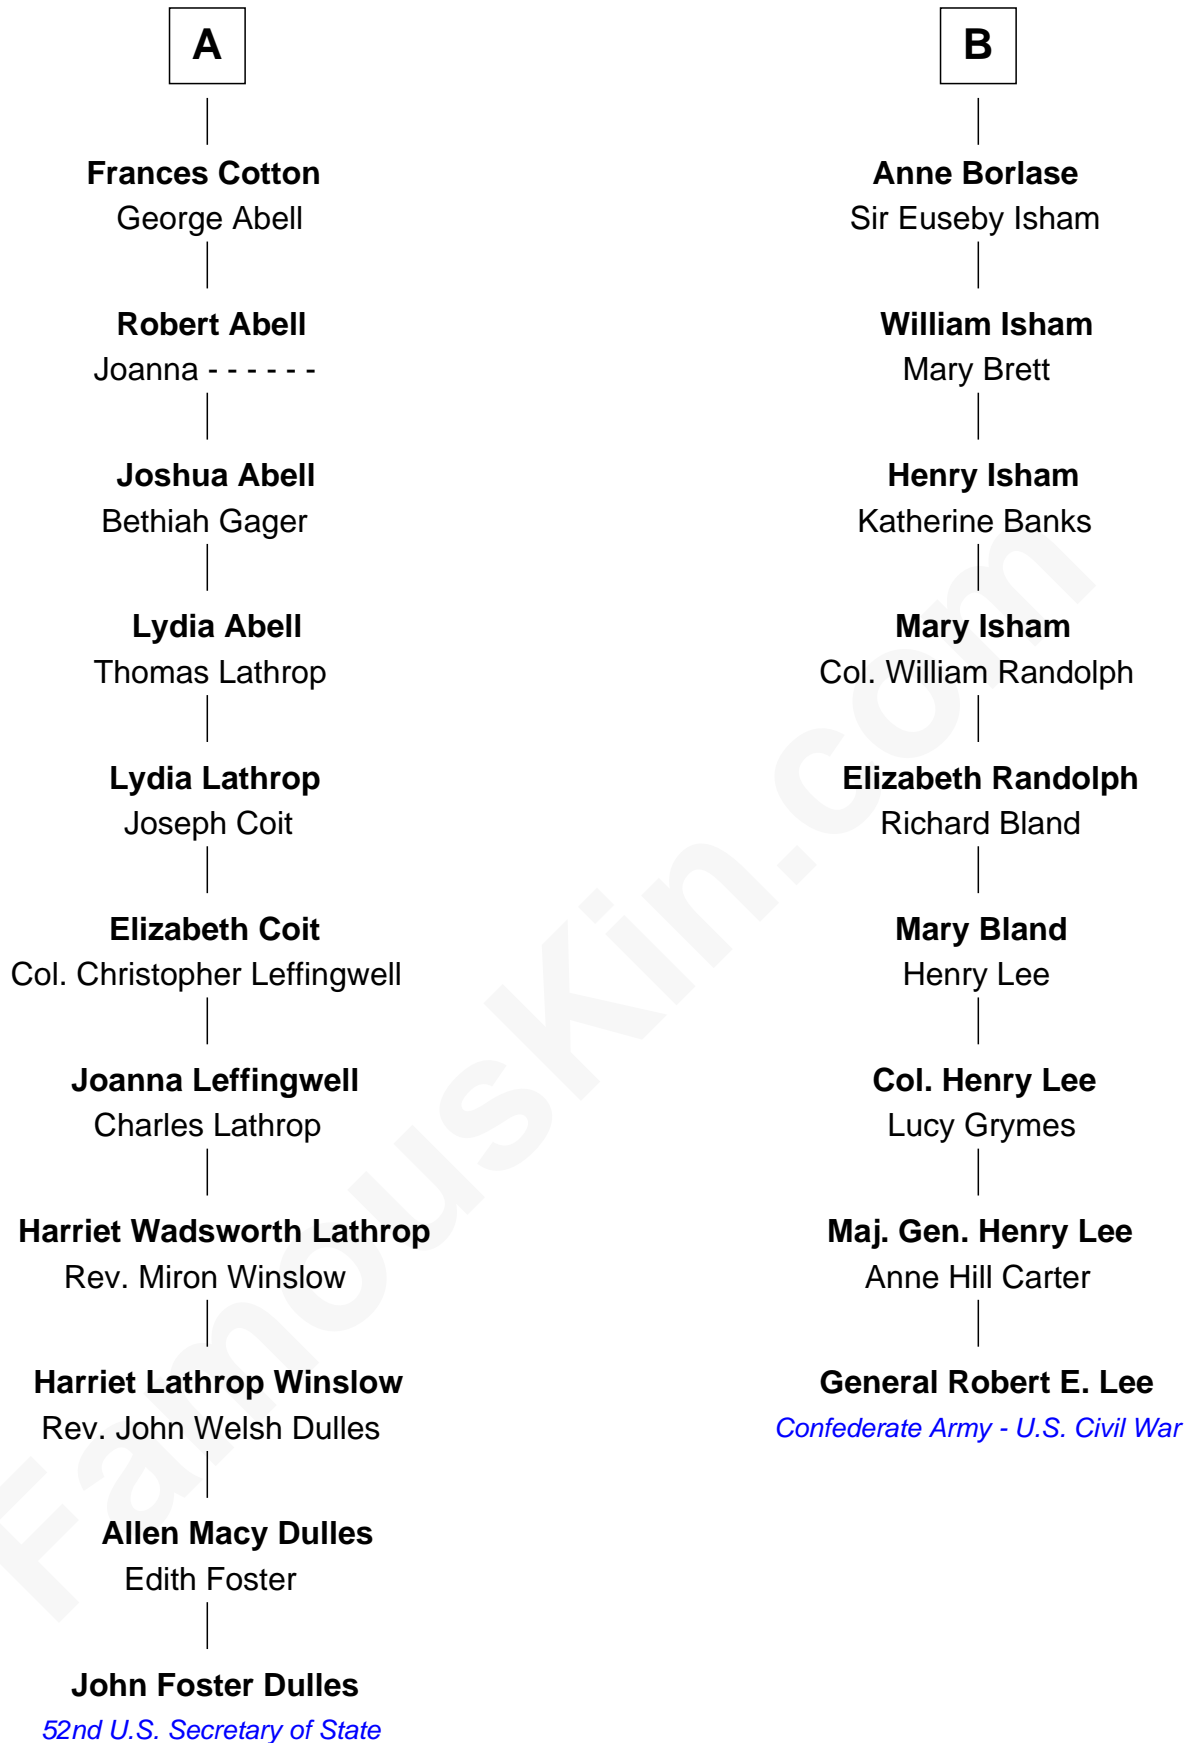 A
Frances Cotton
George Abell
Robert Abell
Joanna - - - - - -
Joshua Abell
Bethiah Gager
Lydia Abell
Thomas Lathrop
Lydia Lathrop
Joseph Coit
Elizabeth Coit
Col. Christopher Leffingwell
Joanna Leffingwell
Charles Lathrop
Harriet Wadsworth Lathrop
Rev. Miron Winslow
Harriet Lathrop Winslow
Rev. John Welsh Dulles
Allen Macy Dulles
Edith Foster
John Foster Dulles
52nd U.S. Secretary of State
B
Anne Borlase
Sir Euseby Isham
William Isham
Mary Brett
Henry Isham
Katherine Banks
Mary Isham
Col. William Randolph
Elizabeth Randolph
Richard Bland
Mary Bland
Henry Lee
Col. Henry Lee
Lucy Grymes
Maj. Gen. Henry Lee
Anne Hill Carter
General Robert E. Lee
Confederate Army - U.S. Civil War
FamousKin.com